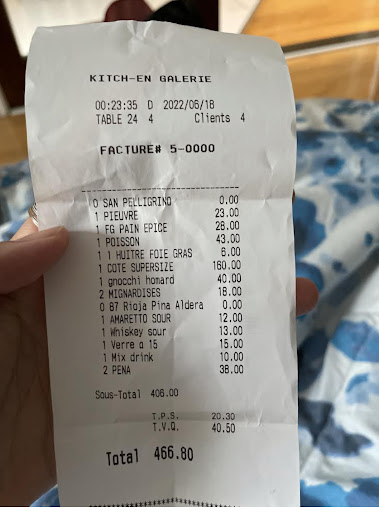 KITCH-EN GALERIE
00:23:35 D 2022/06/18
TABLE 24 4 Clients 4
FACTURE# 5-0000
0 SAN PELLEGRINO 0.00
1 PIEUVRE 23.00
1 FG PAIN EPICE 28.00
1 POISSON 43.00
1 1 HUITRE FOIE GRAS 6.00
1 COTE SUPERSIZE 160.00
1 gnocchi homard 40.00
2 MIGNARDISES 18.00
0 B7 Rioja Pina Aldera 0.00
1 AMARETTO SOUR 12.00
1 Whiskey sour 13.00
1 Verre a 15 15.00
1 Mix drink 10.00
2 PENA 38.00
Sous-Total 406.00
T.P.S. 20.30
T.V.Q. 40.50
Total 466.80